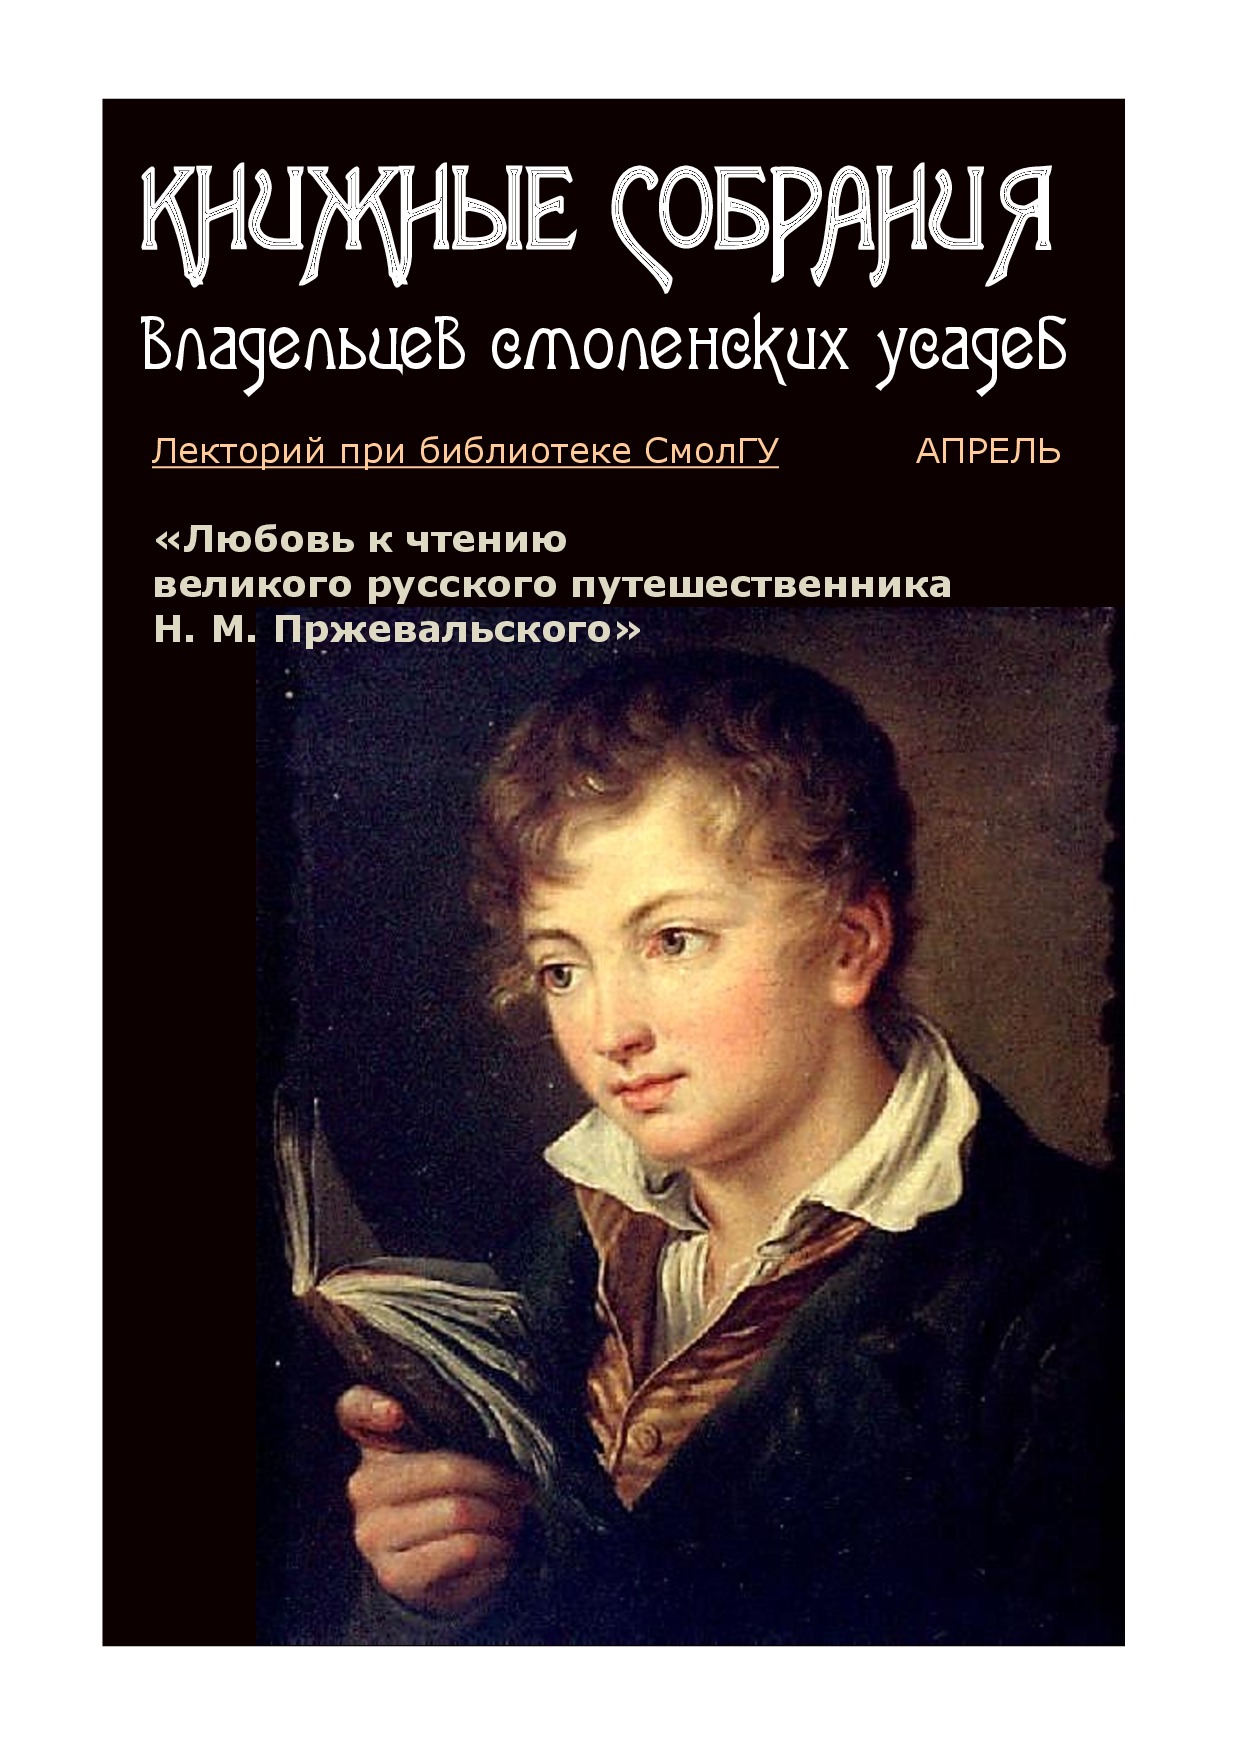 КНИЖНЫЕ СОБРАНИЯ
владельцев смоленских усадеб
Лекторий при библиотеке СмолГУ АПРЕЛЬ
«Любовь к чтению
великого русского путешественника
Н. М. Пржевальского»